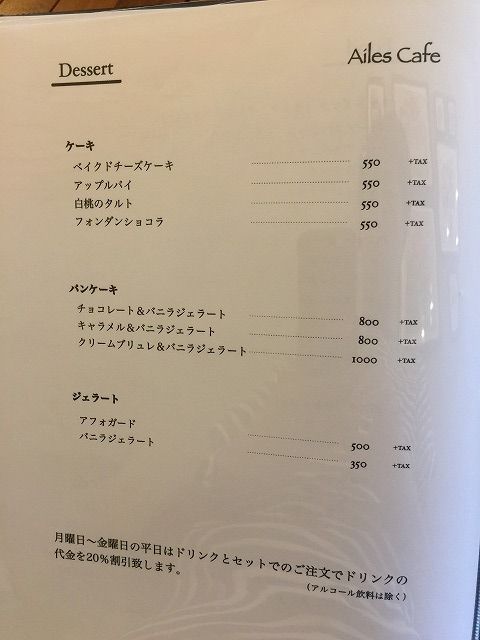 Ailes Cafe
Dessert
ケーキ
ベイクドチーズケーキ 550 +TAX
アップルパイ 550 +TAX
白桃のタルト 550 +TAX
フォンダンショコラ 550 +TAX
パンケーキ
チョコレート&バニラジェラート 800 +TAX
キャラメル&バニラジェラート 800 +TAX
クリームブリュレ&バニラジェラート 1000 +TAX
ジェラート
アフォガード 500 +TAX
バニラジェラート 350 +TAX
月曜日～金曜日の平日はドリンクとセットでのご注文でドリンクの
代金を20%割引致します。
（アルコール飲料は除く）